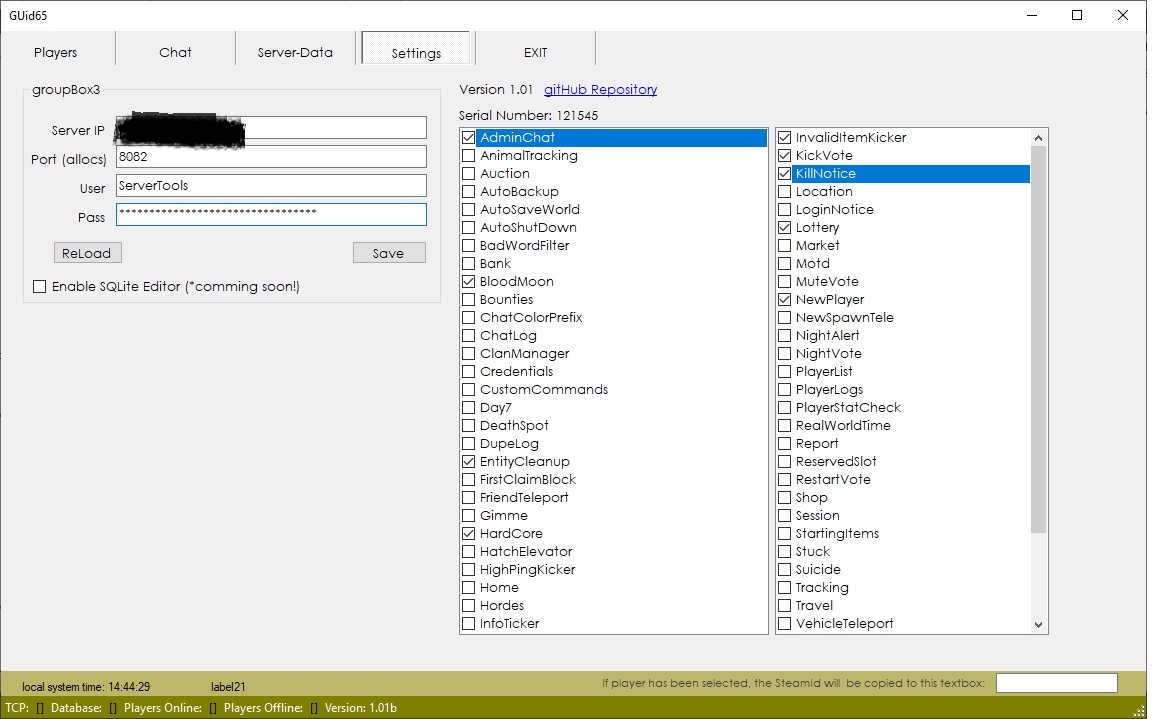 GUid65
Players
Chat
Server-Data
Settings
EXIT
groupBox3
Server IP
Port (allocs)
8082
User
ServerTools
Pass
*********************************
ReLoad
Save
Enable SQLite Editor (*comming soon!)
Version 1.01 gitHub Repository
Serial Number: 121545
AdminChat
AnimalTracking
Auction
AutoBackup
AutoSaveWorld
AutoShutDown
BadWordFilter
Bank
BloodMoon
Bounties
ChatColorPrefix
ChatLog
ClanManager
Credentials
CustomCommands
Day7
DeathSpot
DupeLog
EntityCleanup
FirstClaimBlock
FriendTeleport
Gimme
HardCore
HatchElevator
HighPingKicker
Home
Hordes
InfoTicker
InvalidItemKicker
KickVote
KillNotice
Location
LoginNotice
Lottery
Market
Motd
MuteVote
NewPlayer
NewSpawnTele
NightAlert
NightVote
PlayerList
PlayerLogs
PlayerStatCheck
RealWorldTime
Report
ReservedSlot
RestartVote
Shop
Session
StartingItems
Stuck
Suicide
Tracking
Travel
VehicleTeleport
local system time: 14:44:29
label21
If player has been selected, the SteamId will be copied to this textbox:
TCP: [] Database: [] Players Online: [] Players Offline: [] Version: 1.01b